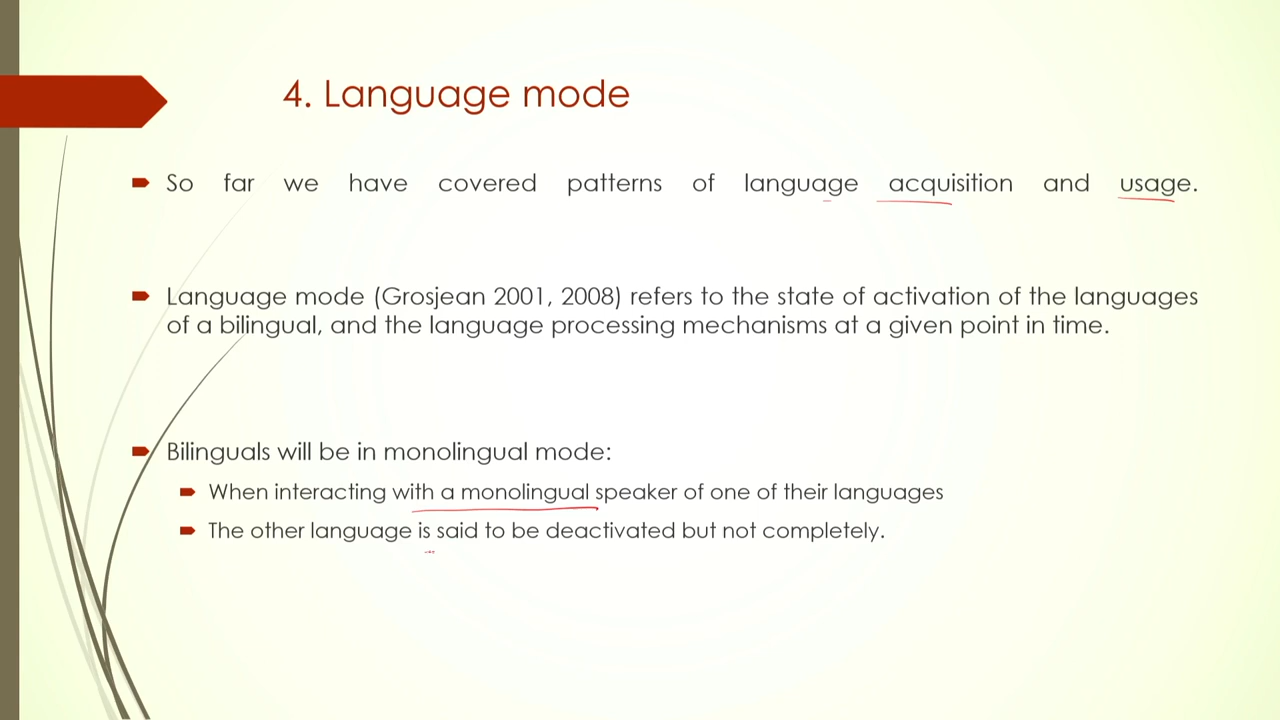 4. Language mode
So far we have covered patterns of language acquisition and usage.
Language mode (Grosjean 2001, 2008) refers to the state of activation of the languages
of a bilingual, and the language processing mechanisms at a given point in time.
Bilinguals will be in monolingual mode:
When interacting with a monolingual speaker of one of their languages
The other language is said to be deactivated but not completely.